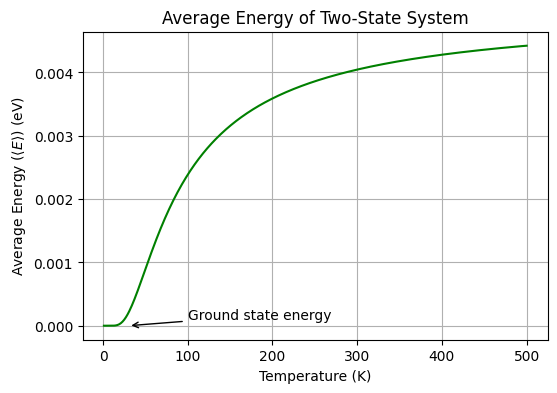 Average Energy of Two-State System
Average Energy (⟨E⟩) (eV)
0.004
0.003
0.002
0.001
0.000
Ground state energy
0 100 200 300 400 500
Temperature (K)